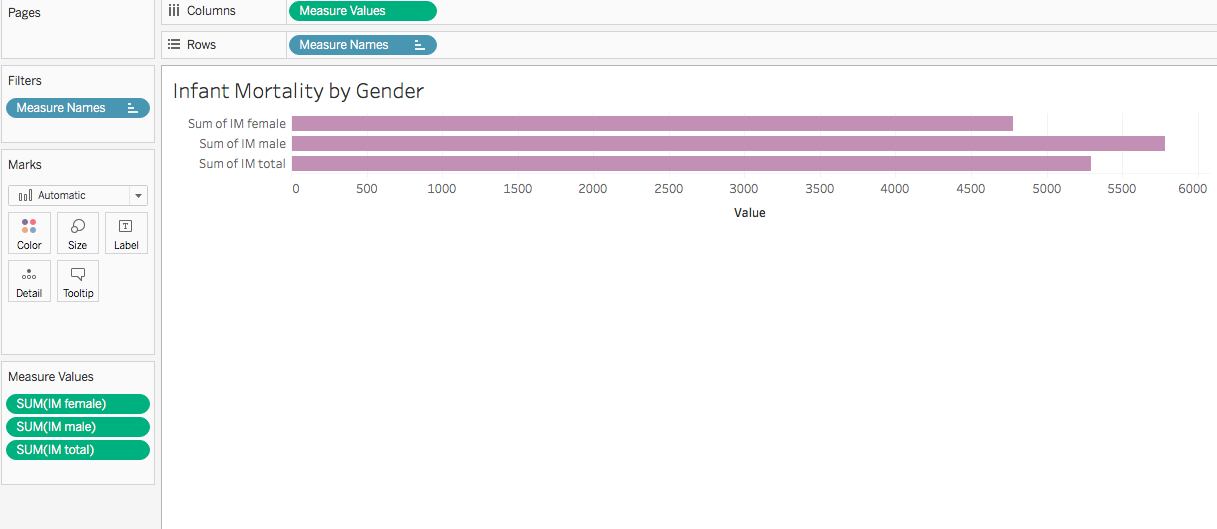 Pages
Columns
Measure Values
Rows
Measure Names
Filters
Measure Names
Marks
Automatic
Color
Size
Label
Detail
Tooltip
Measure Values
SUM(IM female)
SUM(IM male)
SUM(IM total)
Infant Mortality by Gender
Sum of IM female
Sum of IM male
Sum of IM total
0 500 1000 1500 2000 2500 3000 3500 4000 4500 5000 5500 6000
Value